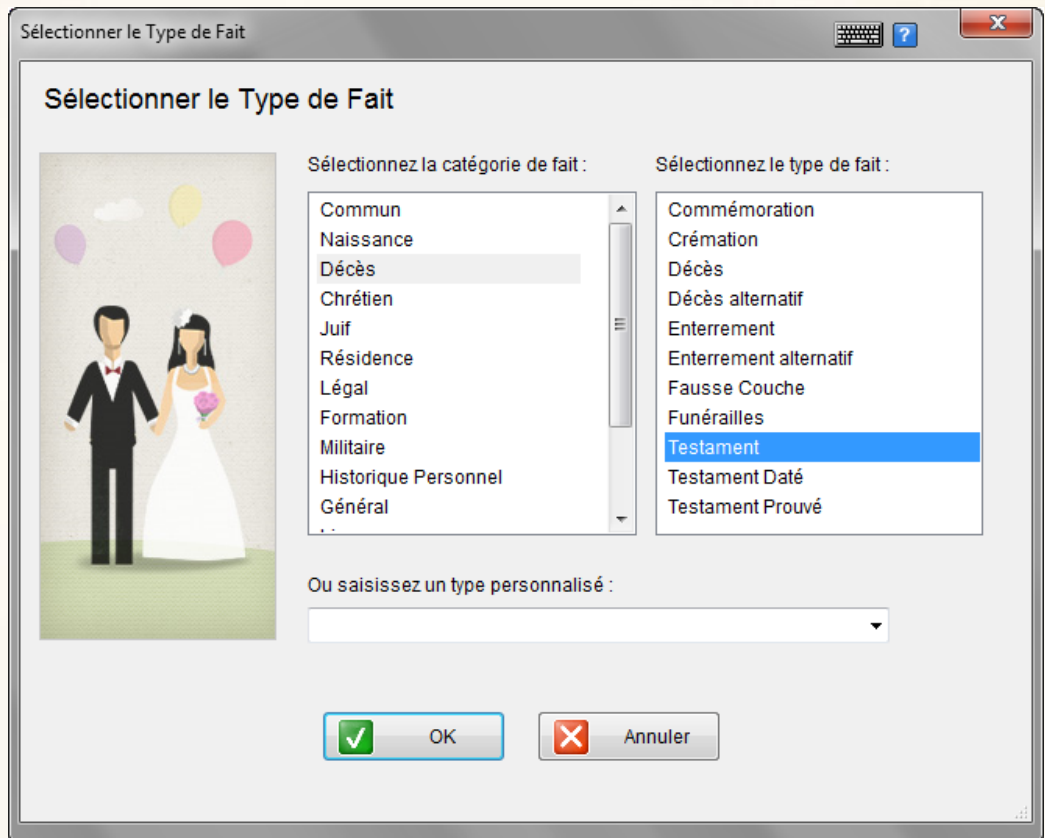 Sélectionner le Type de Fait
Sélectionner le Type de Fait
Sélectionnez la catégorie de fait :
Commun
Naissance
Décès
Chrétien
Juif
Résidence
Légal
Formation
Militaire
Historique Personnel
Général
Sélectionnez le type de fait :
Commémoration
Crémation
Décès
Décès alternatif
Enterrement
Enterrement alternatif
Fausse Couche
Funérailles
Testament
Testament Daté
Testament Prouvé
Ou saisissez un type personnalisé :
OK
Annuler